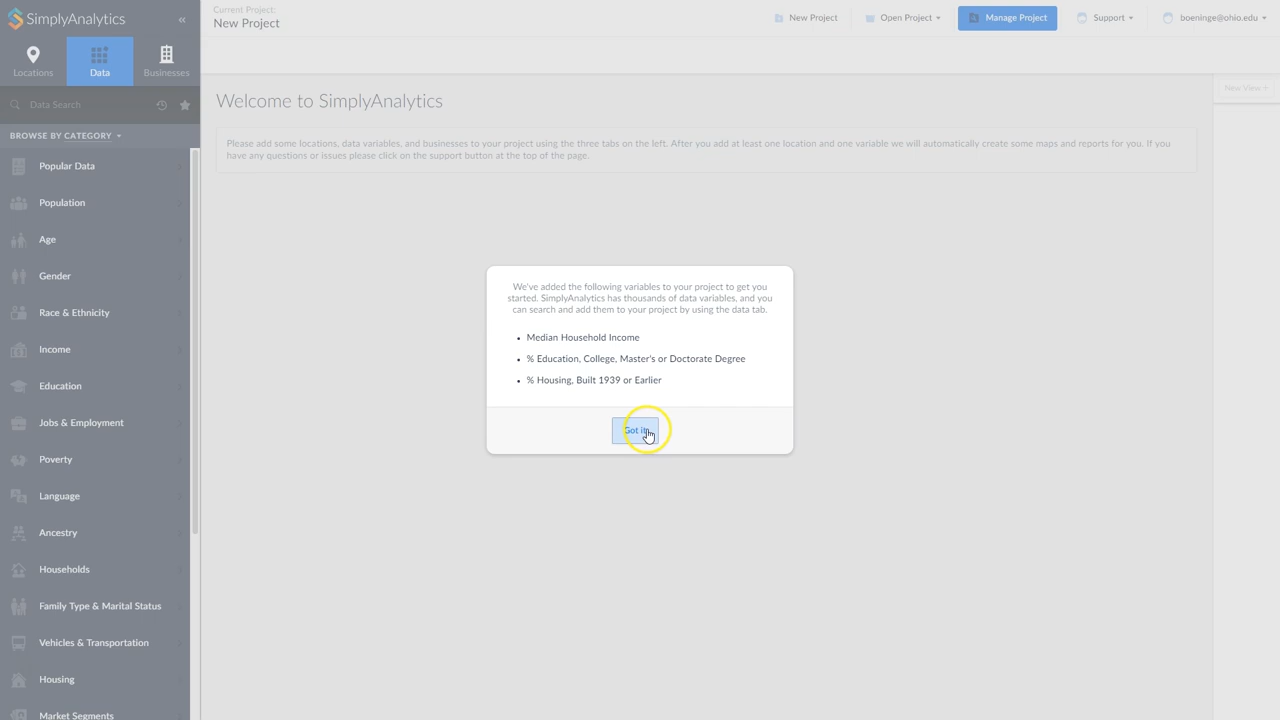 SimplyAnalytics
«
Current Project:
New Project
New Project
Open Project
Manage Project
Support
boeninge@ohio.edu
Locations
Data
Businesses
Data Search
BROWSE BY CATEGORY
Popular Data
Population
Age
Gender
Race & Ethnicity
Income
Education
Jobs & Employment
Poverty
Language
Ancestry
Households
Family Type & Marital Status
Vehicles & Transportation
Housing
Market Segments
Welcome to SimplyAnalytics
New View
Please add some locations, data variables, and businesses to your project using the three tabs on the left. After you add at least one location and one variable we will automatically create some maps and reports for you. If you
have any questions or issues please click on the support button at the top of the page.
We've added the following variables to your project to get you
started. SimplyAnalytics has thousands of data variables, and you
can search and add them to your project by using the data tab.
• Median Household Income
• % Education, College, Master's or Doctorate Degree
• % Housing, Built 1939 or Earlier
Got it